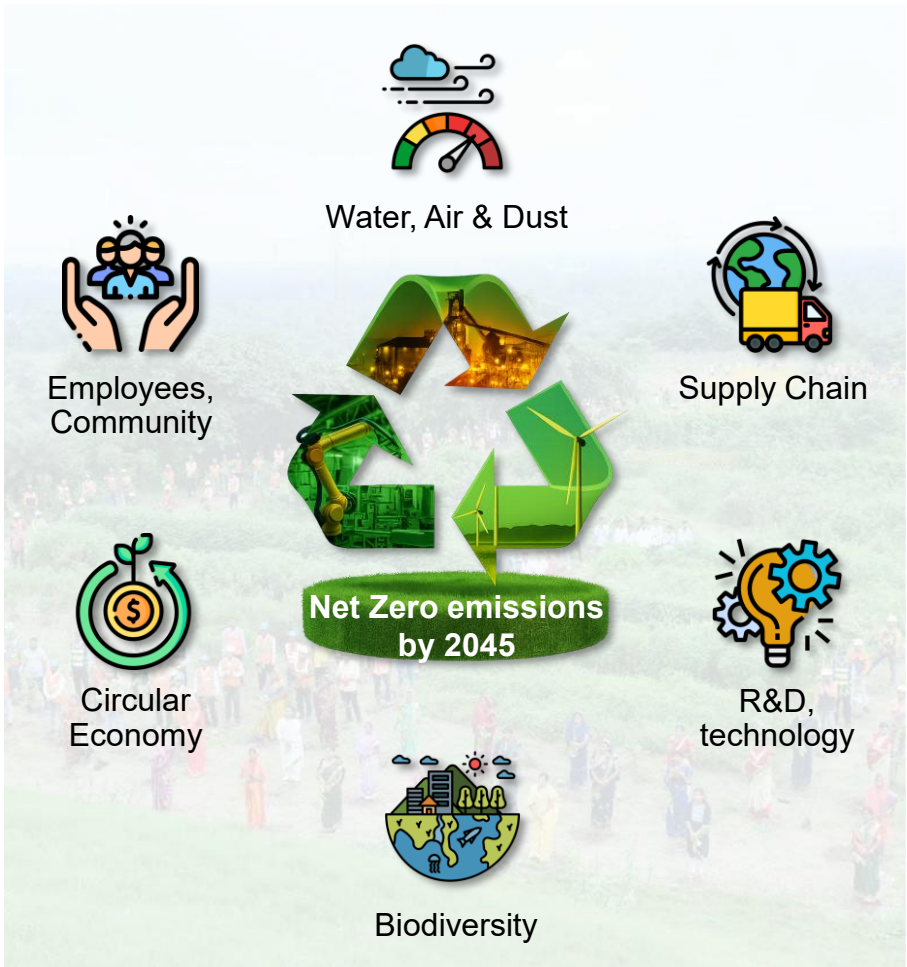 Water, Air & Dust
Employees,
Community
Supply Chain
Net Zero emissions
by 2045
$
Circular
Economy
R&D,
technology
Biodiversity